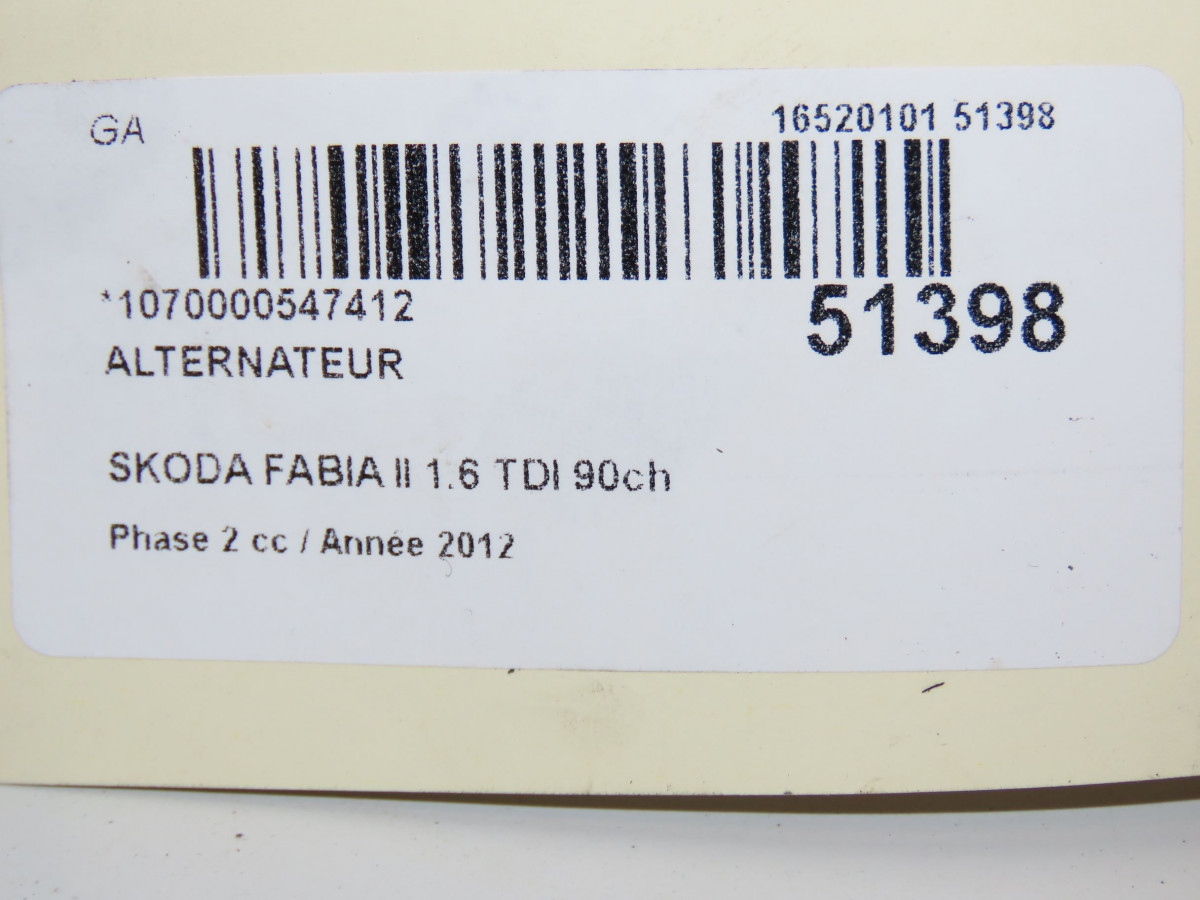 GA
16520101 51398
*1070000547412
51398
ALTERNATEUR
SKODA FABIA II 1.6 TDI 90ch
Phase 2 cc / Année 2012